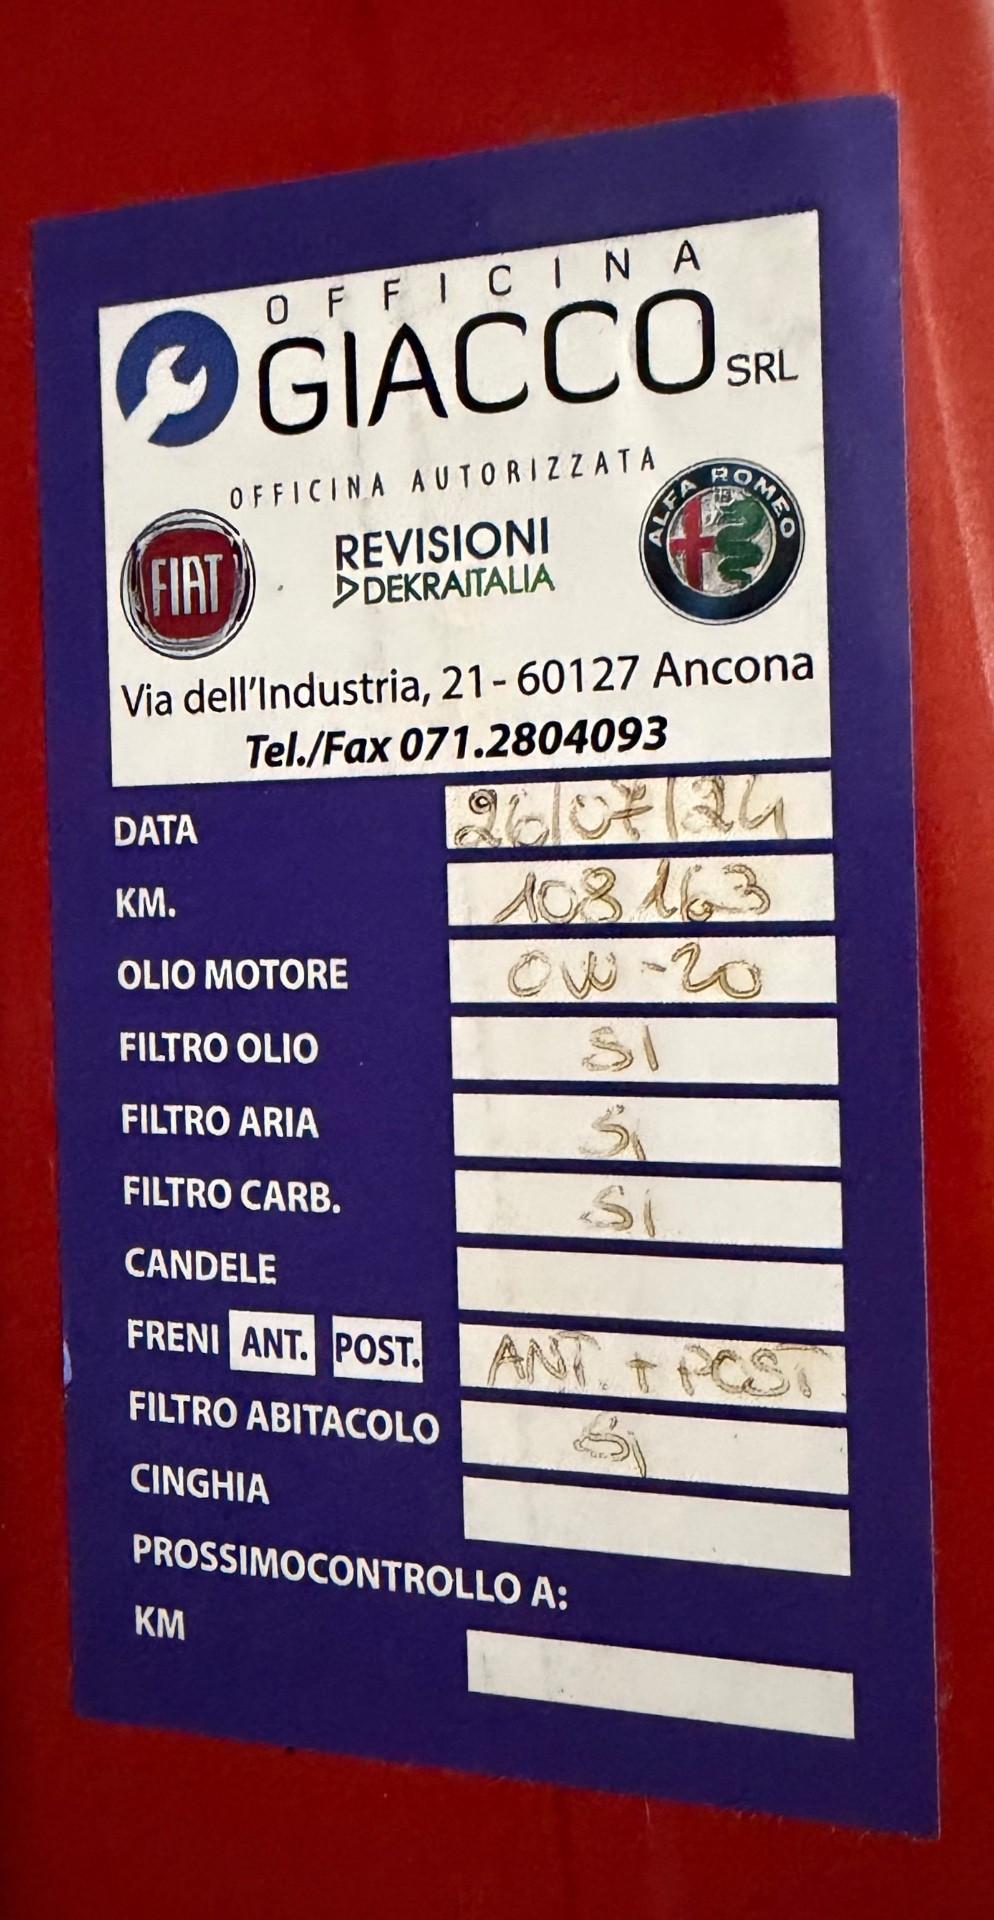 OFFICINA
GIACCO SRL
OFFICINA AUTORIZZATA
FIAT
REVISIONI
DEKRAITALIA
ALFA ROMEO
Via dell'Industria, 21 - 60127 Ancona
Tel./Fax 071.2804093
DATA 26/07/24
KM. 108163
OLIO MOTORE 0W-20
FILTRO OLIO SI
FILTRO ARIA Si
FILTRO CARB. SI
CANDELE
FRENI ANT. POST. ANT. + POST
FILTRO ABITACOLO Si
CINGHIA
PROSSIMOCONTROLLO A:
KM